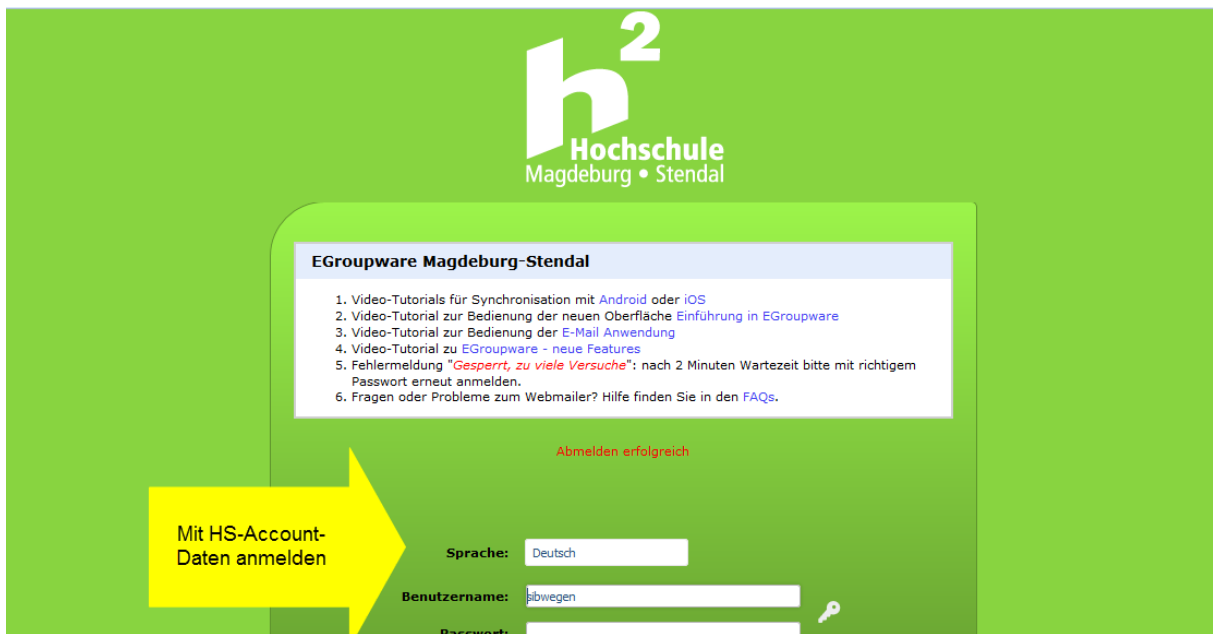 h²
Hochschule
Magdeburg • Stendal
EGroupware Magdeburg-Stendal
1. Video-Tutorials für Synchronisation mit Android oder iOS
2. Video-Tutorial zur Bedienung der neuen Oberfläche Einführung in EGroupware
3. Video-Tutorial zur Bedienung der E-Mail Anwendung
4. Video-Tutorial zu EGroupware - neue Features
5. Fehlermeldung "Gesperrt, zu viele Versuche": nach 2 Minuten Wartezeit bitte mit richtigem
Passwort erneut anmelden.
6. Fragen oder Probleme zum Webmailer? Hilfe finden Sie in den FAQs.
Abmelden erfolgreich
Mit HS-Account-
Daten anmelden
Sprache: Deutsch
Benutzername: sibwegen
Passwort: